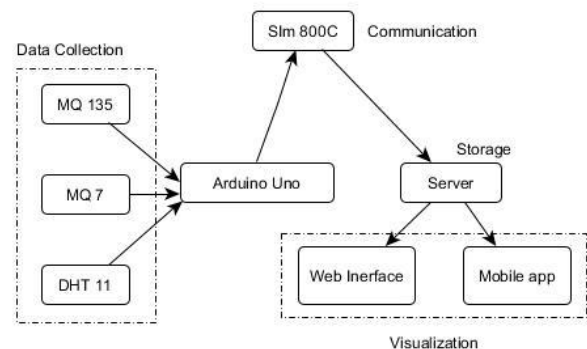 SIm 800C
Communication
Data Collection
MQ 135
MQ 7
DHT 11
Arduino Uno
Storage
Server
Web Inerface
Mobile app
Visualization